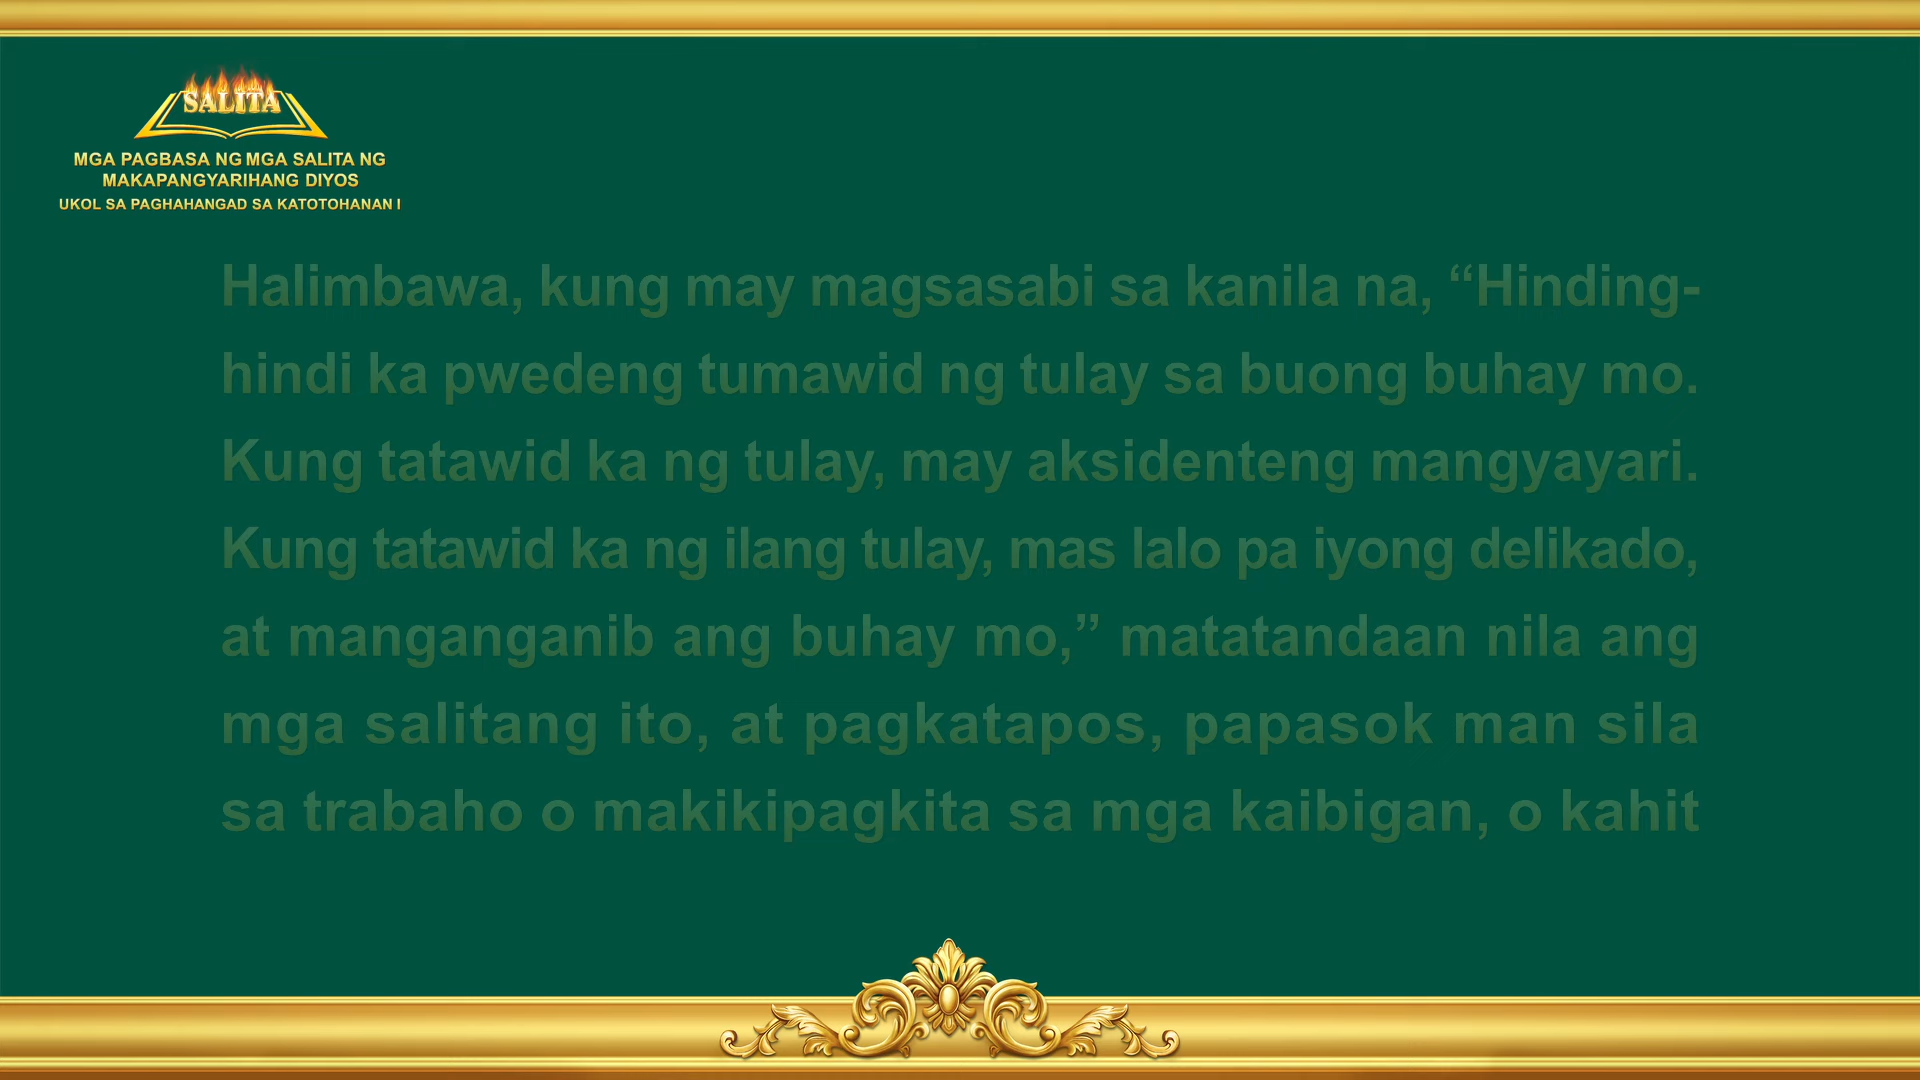 SALITA
MGA PAGBASA NG MGA SALITA NG
MAKAPANGYARIHANG DIYOS
UKOL SA PAGHAHANGAD SA KATOTOHANAN I
Halimbawa, kung may magsasabi sa kanila na, “Hinding-
hindi ka pwedeng tumawid ng tulay sa buong buhay mo.
Kung tatawid ka ng tulay, may aksidenteng mangyayari.
Kung tatawid ka ng ilang tulay, mas lalo pa iyong delikado,
at manganganib ang buhay mo,” matatandaan nila ang
mga salitang ito, at pagkatapos, papasok man sila
sa trabaho o makikipagkita sa mga kaibigan, o kahit